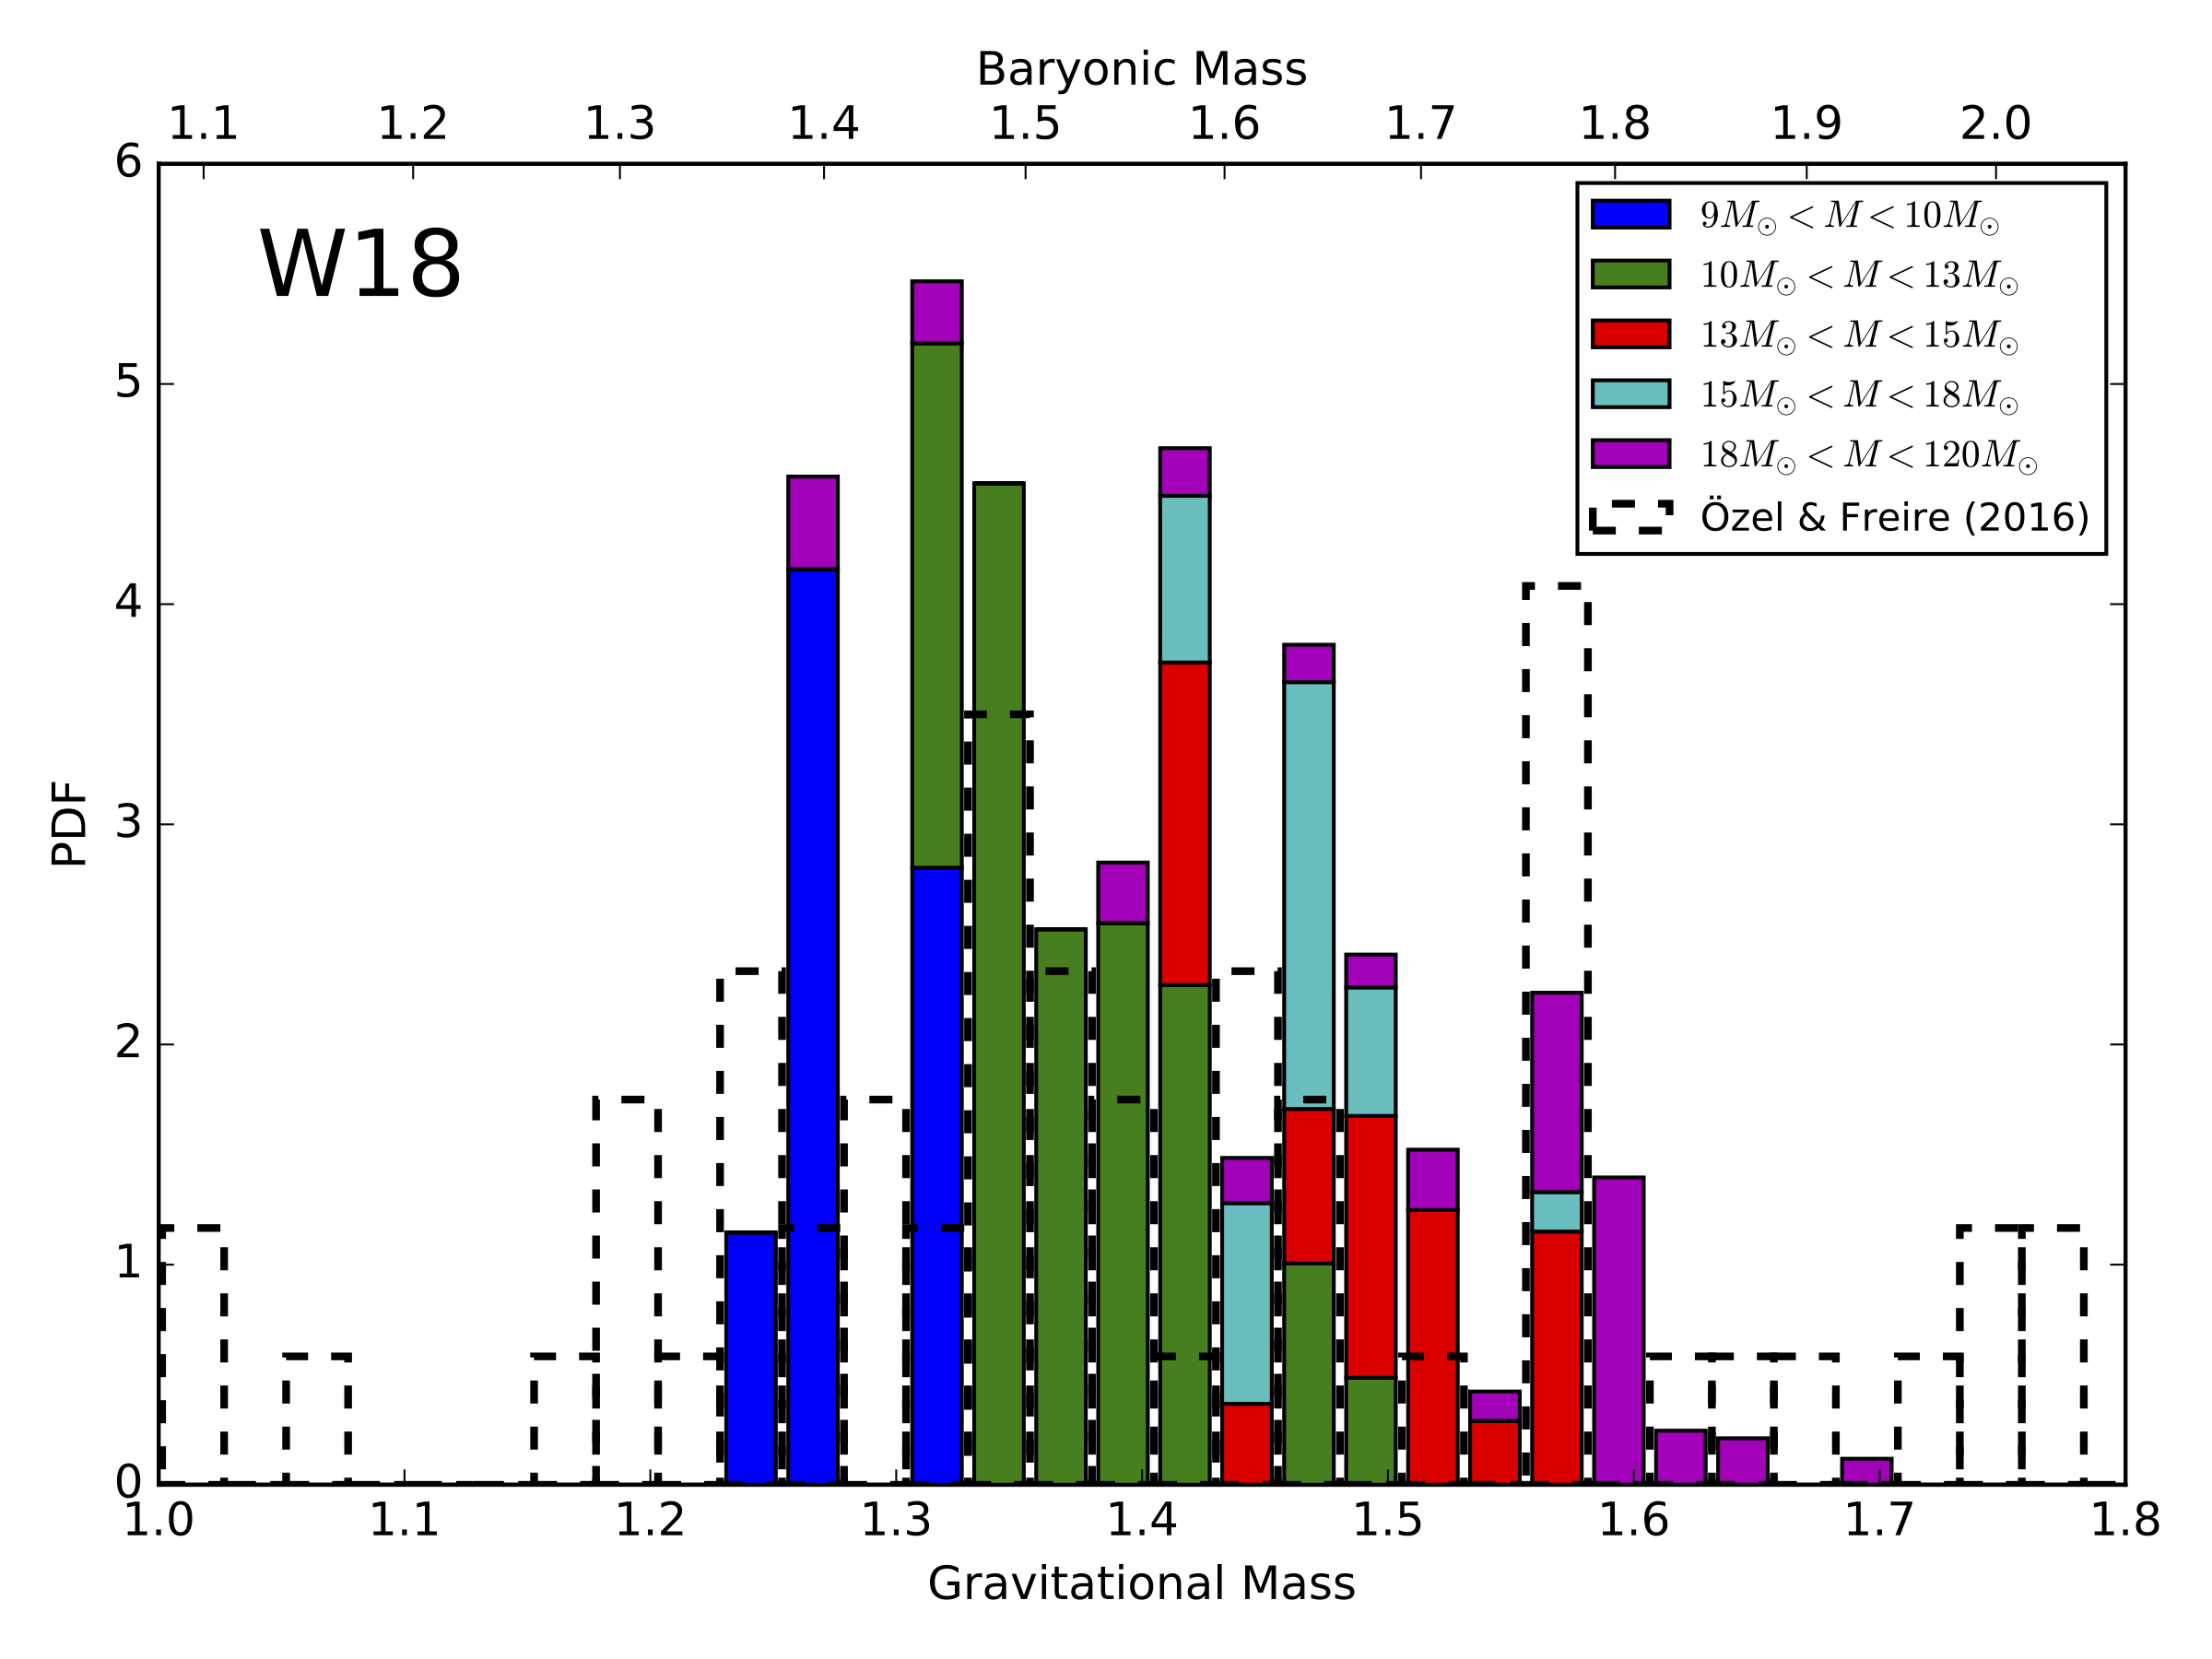 Baryonic Mass
1.1 1.2 1.3 1.4 1.5 1.6 1.7 1.8 1.9 2.0
W18
9M⊙ < M < 10M⊙
10M⊙ < M < 13M⊙
13M⊙ < M < 15M⊙
15M⊙ < M < 18M⊙
18M⊙ < M < 120M⊙
Özel & Freire (2016)
PDF
6
5
4
3
2
1
0
1.0 1.1 1.2 1.3 1.4 1.5 1.6 1.7 1.8
Gravitational Mass